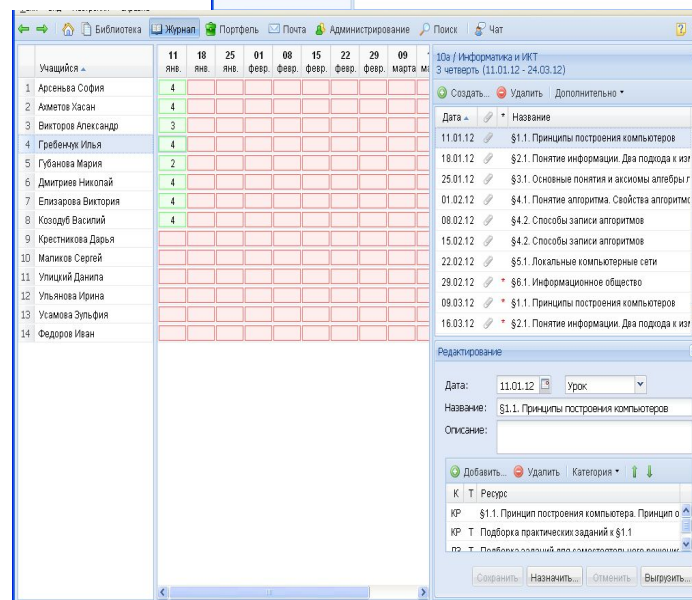 Библиотека Журнал Портфель Почта Администрирование Поиск Чат
Учащийся
11 янв. 18 янв. 25 янв. 01 февр. 08 февр. 15 февр. 22 февр. 29 февр. 09 марта
1 Арсеньева София 4
2 Ахметов Хасан 4
3 Викторов Александр 3
4 Гребенчук Илья 4
5 Губанова Мария 2
6 Дмитриев Николай 4
7 Елизарова Виктория 4
8 Козодуб Василий 4
9 Крестникова Дарья
10 Маликов Сергей
11 Улицкий Данила
12 Ульянова Ирина
13 Усамова Зульфия
14 Федоров Иван
10а / Информатика и ИКТ
3 четверть (11.01.12 - 24.03.12)
Создать... Удалить Дополнительно
Дата * Название
11.01.12 §1.1. Принципы построения компьютеров
18.01.12 §2.1. Понятие информации. Два подхода к изм
25.01.12 §3.1. Основные понятия и аксиомы алгебры л
01.02.12 §4.1. Понятие алгоритма. Свойства алгоритмо
08.02.12 §4.2. Способы записи алгоритмов
15.02.12 §4.2. Способы записи алгоритмов
22.02.12 §5.1. Локальные компьютерные сети
29.02.12 * §6.1. Информационное общество
09.03.12 * §1.1. Принципы построения компьютеров
16.03.12 * §2.1. Понятие информации. Два подхода к изм
Редактирование
Дата: 11.01.12 Урок
Название: §1.1. Принципы построения компьютеров
Описание:
Добавить... Удалить Категория
К Т Ресурс
КР §1.1. Принцип построения компьютера. Принцип о
КР Т Подборка практических заданий к §1.1
ДЗ Т Подборка заданий для самостоятельного решения
Сохранить Назначить... Отменить Выгрузить...